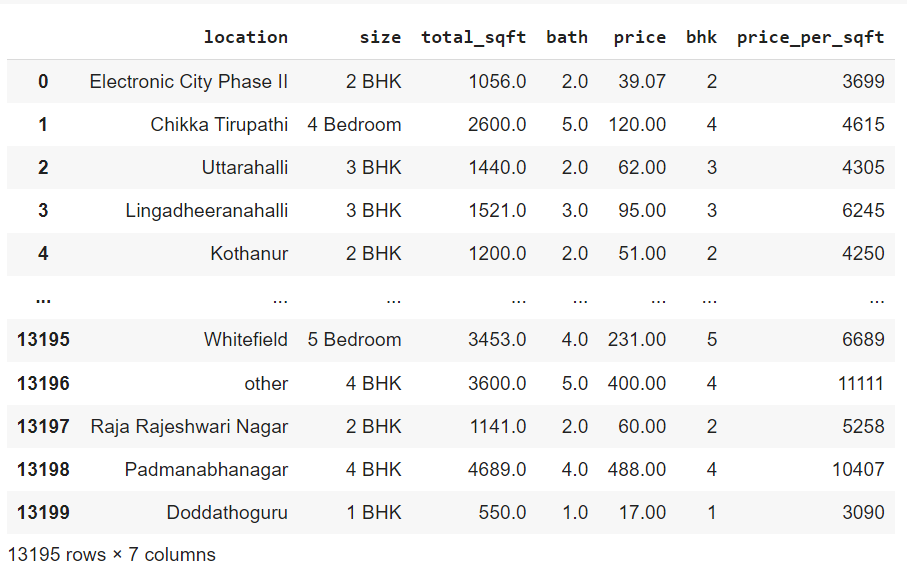 location size total_sqft bath price bhk price_per_sqft
0 Electronic City Phase II 2 BHK 1056.0 2.0 39.07 2 3699
1 Chikka Tirupathi 4 Bedroom 2600.0 5.0 120.00 4 4615
2 Uttarahalli 3 BHK 1440.0 2.0 62.00 3 4305
3 Lingadheeranahalli 3 BHK 1521.0 3.0 95.00 3 6245
4 Kothanur 2 BHK 1200.0 2.0 51.00 2 4250
... ... ... ... ... ... ... ...
13195 Whitefield 5 Bedroom 3453.0 4.0 231.00 5 6689
13196 other 4 BHK 3600.0 5.0 400.00 4 11111
13197 Raja Rajeshwari Nagar 2 BHK 1141.0 2.0 60.00 2 5258
13198 Padmanabhanagar 4 BHK 4689.0 4.0 488.00 4 10407
13199 Doddathoguru 1 BHK 550.0 1.0 17.00 1 3090
13195 rows × 7 columns